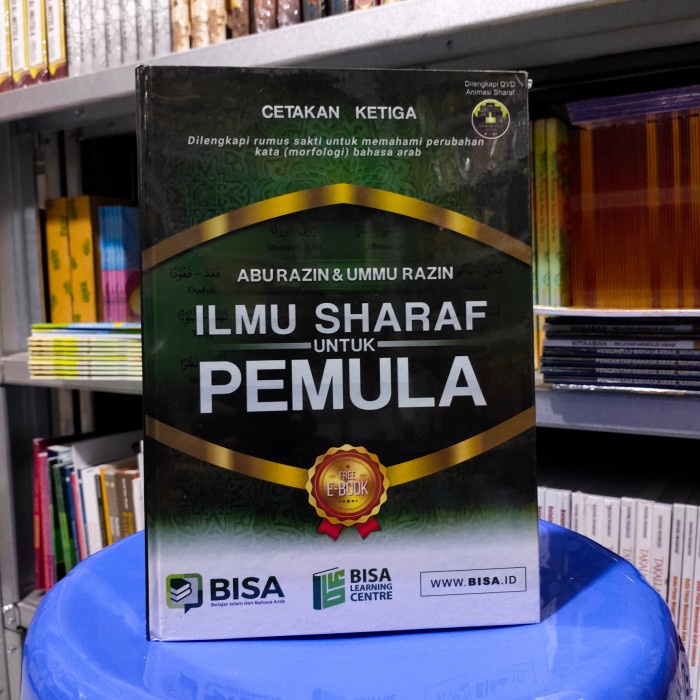 Dilengkapi DVD
Animasi Sharaf
CETAKAN KETIGA
Dilengkapi rumus sakti untuk memahami perubahan
kata (morfologi) bahasa arab
ABU RAZIN & UMMU RAZIN
ILMU SHARAF
UNTUK
PEMULA
FREE
E-BOOK
BISA
Belajar Islam dan Bahasa Arab
BISA
LEARNING
CENTRE
WWW.BISA.ID